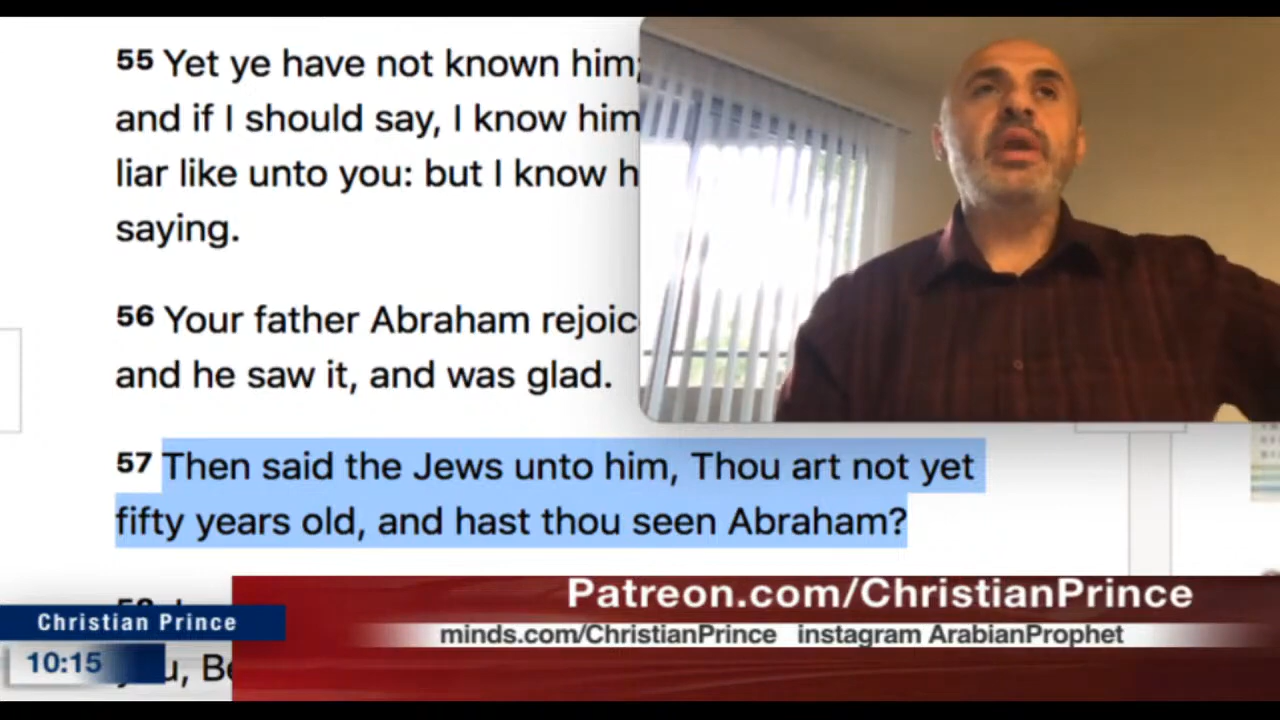 55 Yet ye have not known him;
and if I should say, I know him
liar like unto you: but I know h
saying.
56 Your father Abraham rejoic
and he saw it, and was glad.
57 Then said the Jews unto him, Thou art not yet
fifty years old, and hast thou seen Abraham?
Patreon.com/ChristianPrince
Christian Prince
minds.com/ChristianPrince instagram ArabianProphet
10:15